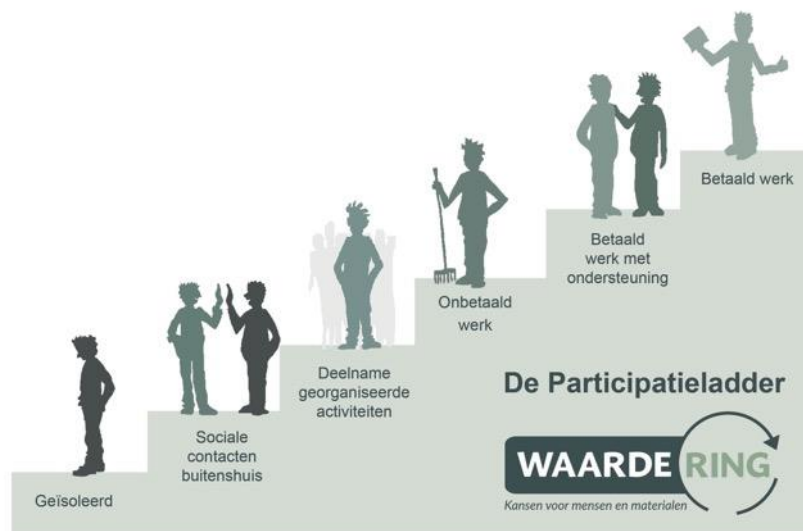 Geïsoleerd
Sociale
contacten
buitenshuis
Deelname
georganiseerde
activiteiten
Onbetaald
werk
Betaald
werk met
ondersteuning
Betaald werk
De Participatieladder
WAARDE RING
Kansen voor mensen en materialen